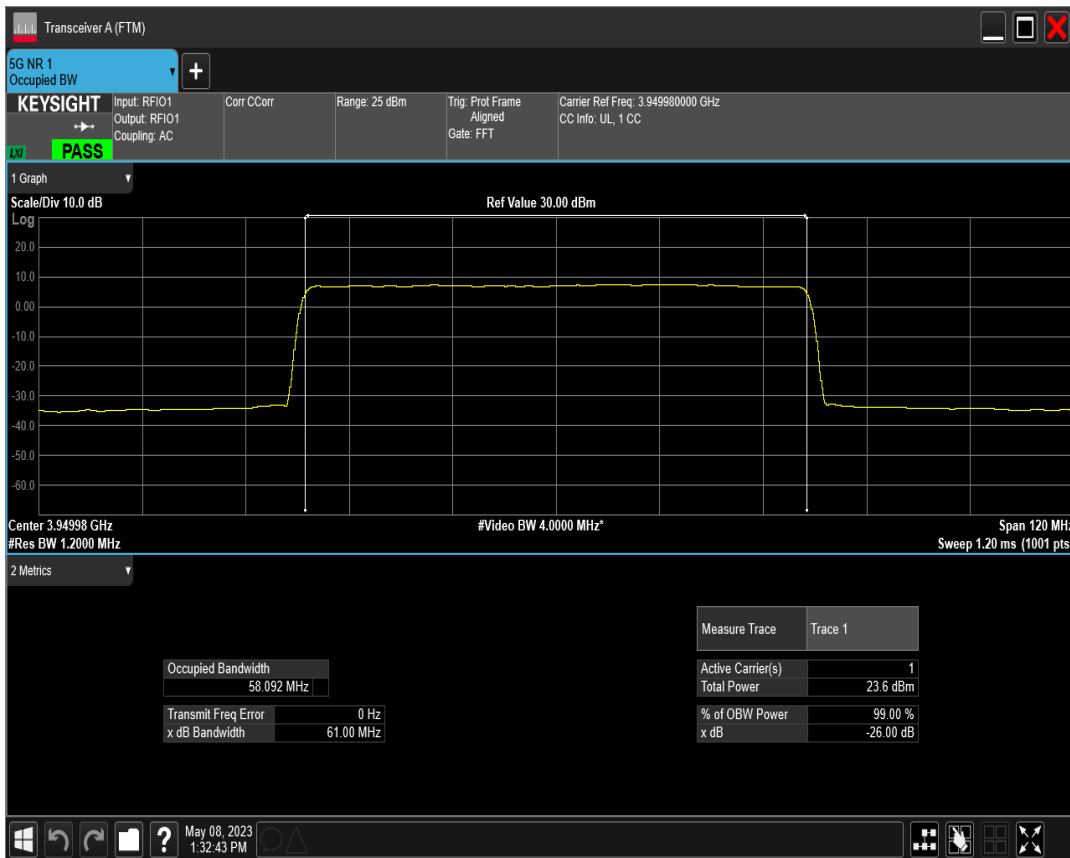 Transceiver A (FTM)
5G NR 1
Occupied BW
+
KEYSIGHT
LXI
PASS
Input: RFIO1
Output: RFIO1
Coupling: AC
Corr CCorr
Range: 25 dBm
Trig: Prot Frame
Aligned
Gate: FFT
Carrier Ref Freq: 3.949980000 GHz
CC Info: UL, 1 CC
1 Graph
Scale/Div 10.0 dB
Ref Value 30.00 dBm
Log
20.0
10.0
0.00
-10.0
-20.0
-30.0
-40.0
-50.0
-60.0
Center 3.94998 GHz
#Video BW 4.0000 MHz*
Span 120 MHz
#Res BW 1.2000 MHz
Sweep 1.20 ms (1001 pts
2 Metrics
Measure Trace Trace 1
Occupied Bandwidth
58.092 MHz
Active Carrier(s) 1
Total Power 23.6 dBm
Transmit Freq Error 0 Hz
x dB Bandwidth 61.00 MHz
% of OBW Power 99.00 %
x dB -26.00 dB
?
May 08, 2023
1:32:43 PM